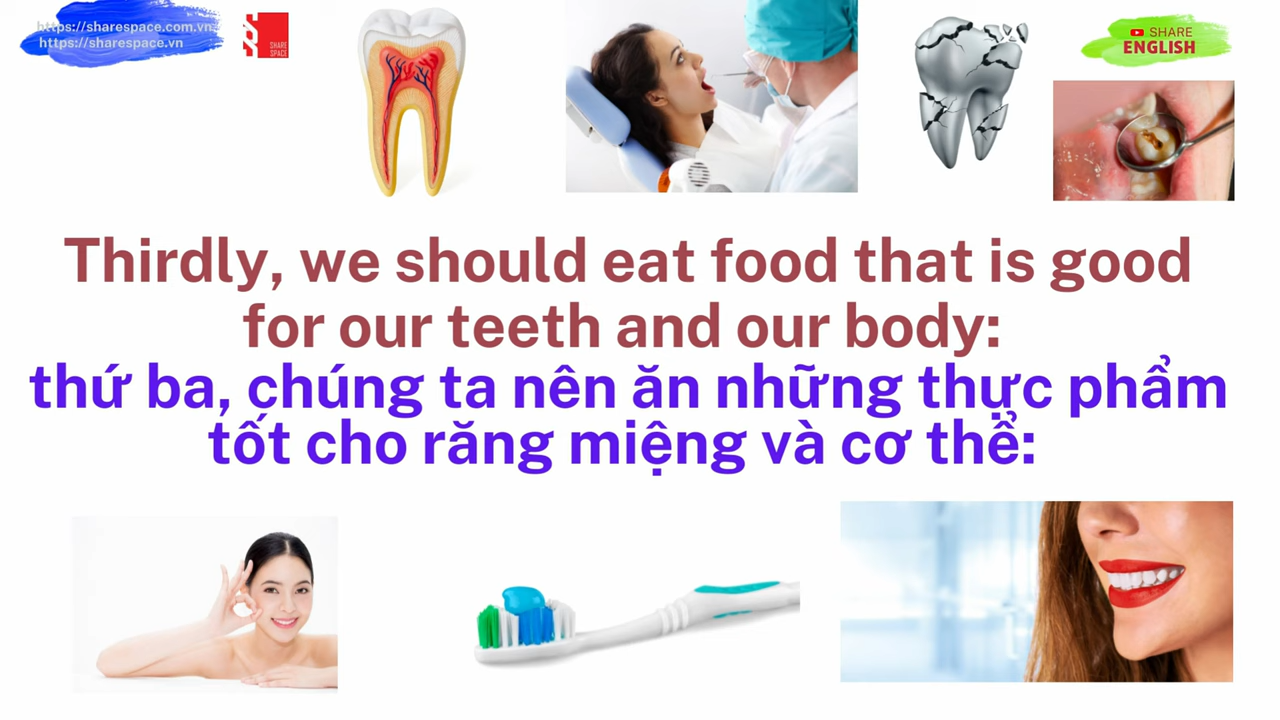 https://sharespace.com.vn
https://sharespace.vn
SHARE
SPACE
SHARE
ENGLISH
Thirdly, we should eat food that is good
for our teeth and our body:
thứ ba, chúng ta nên ăn những thực phẩm
tốt cho răng miệng và cơ thể: